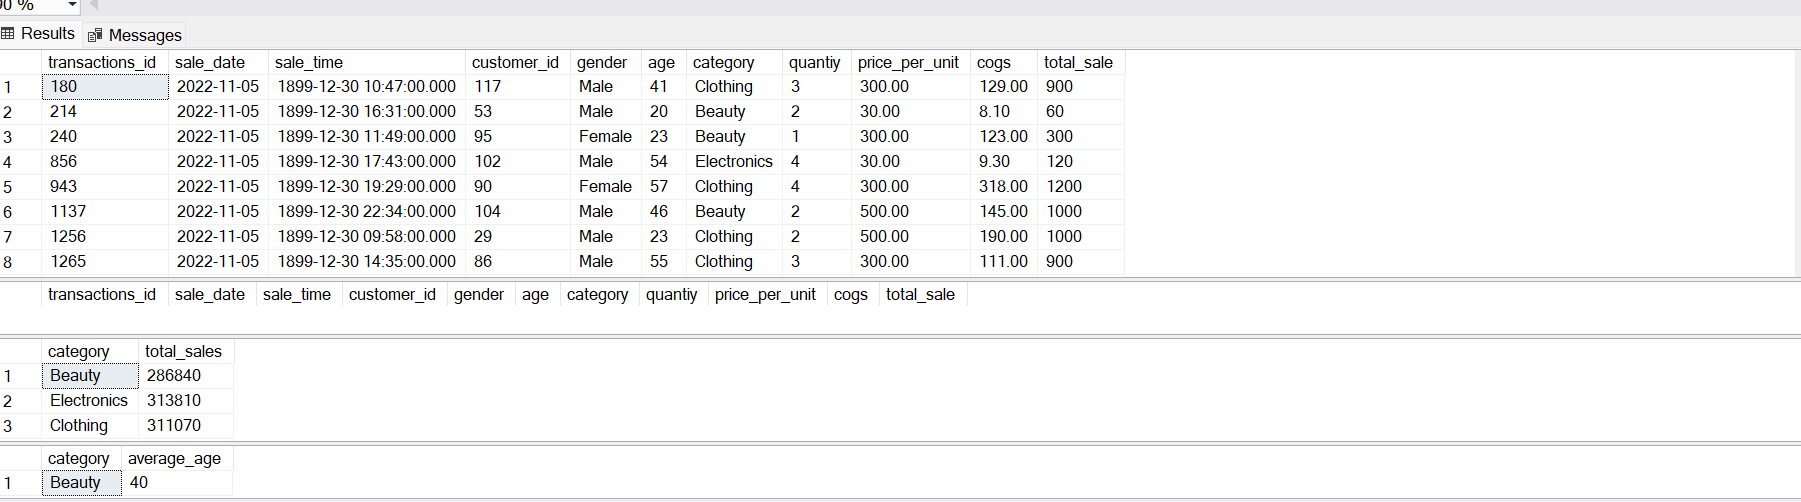 90 %
Results Messages
transactions_id sale_date sale_time customer_id gender age category quantiy price_per_unit cogs total_sale
1 180 2022-11-05 1899-12-30 10:47:00.000 117 Male 41 Clothing 3 300.00 129.00 900
2 214 2022-11-05 1899-12-30 16:31:00.000 53 Male 20 Beauty 2 30.00 8.10 60
3 240 2022-11-05 1899-12-30 11:49:00.000 95 Female 23 Beauty 1 300.00 123.00 300
4 856 2022-11-05 1899-12-30 17:43:00.000 102 Male 54 Electronics 4 30.00 9.30 120
5 943 2022-11-05 1899-12-30 19:29:00.000 90 Female 57 Clothing 4 300.00 318.00 1200
6 1137 2022-11-05 1899-12-30 22:34:00.000 104 Male 46 Beauty 2 500.00 145.00 1000
7 1256 2022-11-05 1899-12-30 09:58:00.000 29 Male 23 Clothing 2 500.00 190.00 1000
8 1265 2022-11-05 1899-12-30 14:35:00.000 86 Male 55 Clothing 3 300.00 111.00 900
transactions_id sale_date sale_time customer_id gender age category quantiy price_per_unit cogs total_sale
category total_sales
1 Beauty 286840
2 Electronics 313810
3 Clothing 311070
category average_age
1 Beauty 40